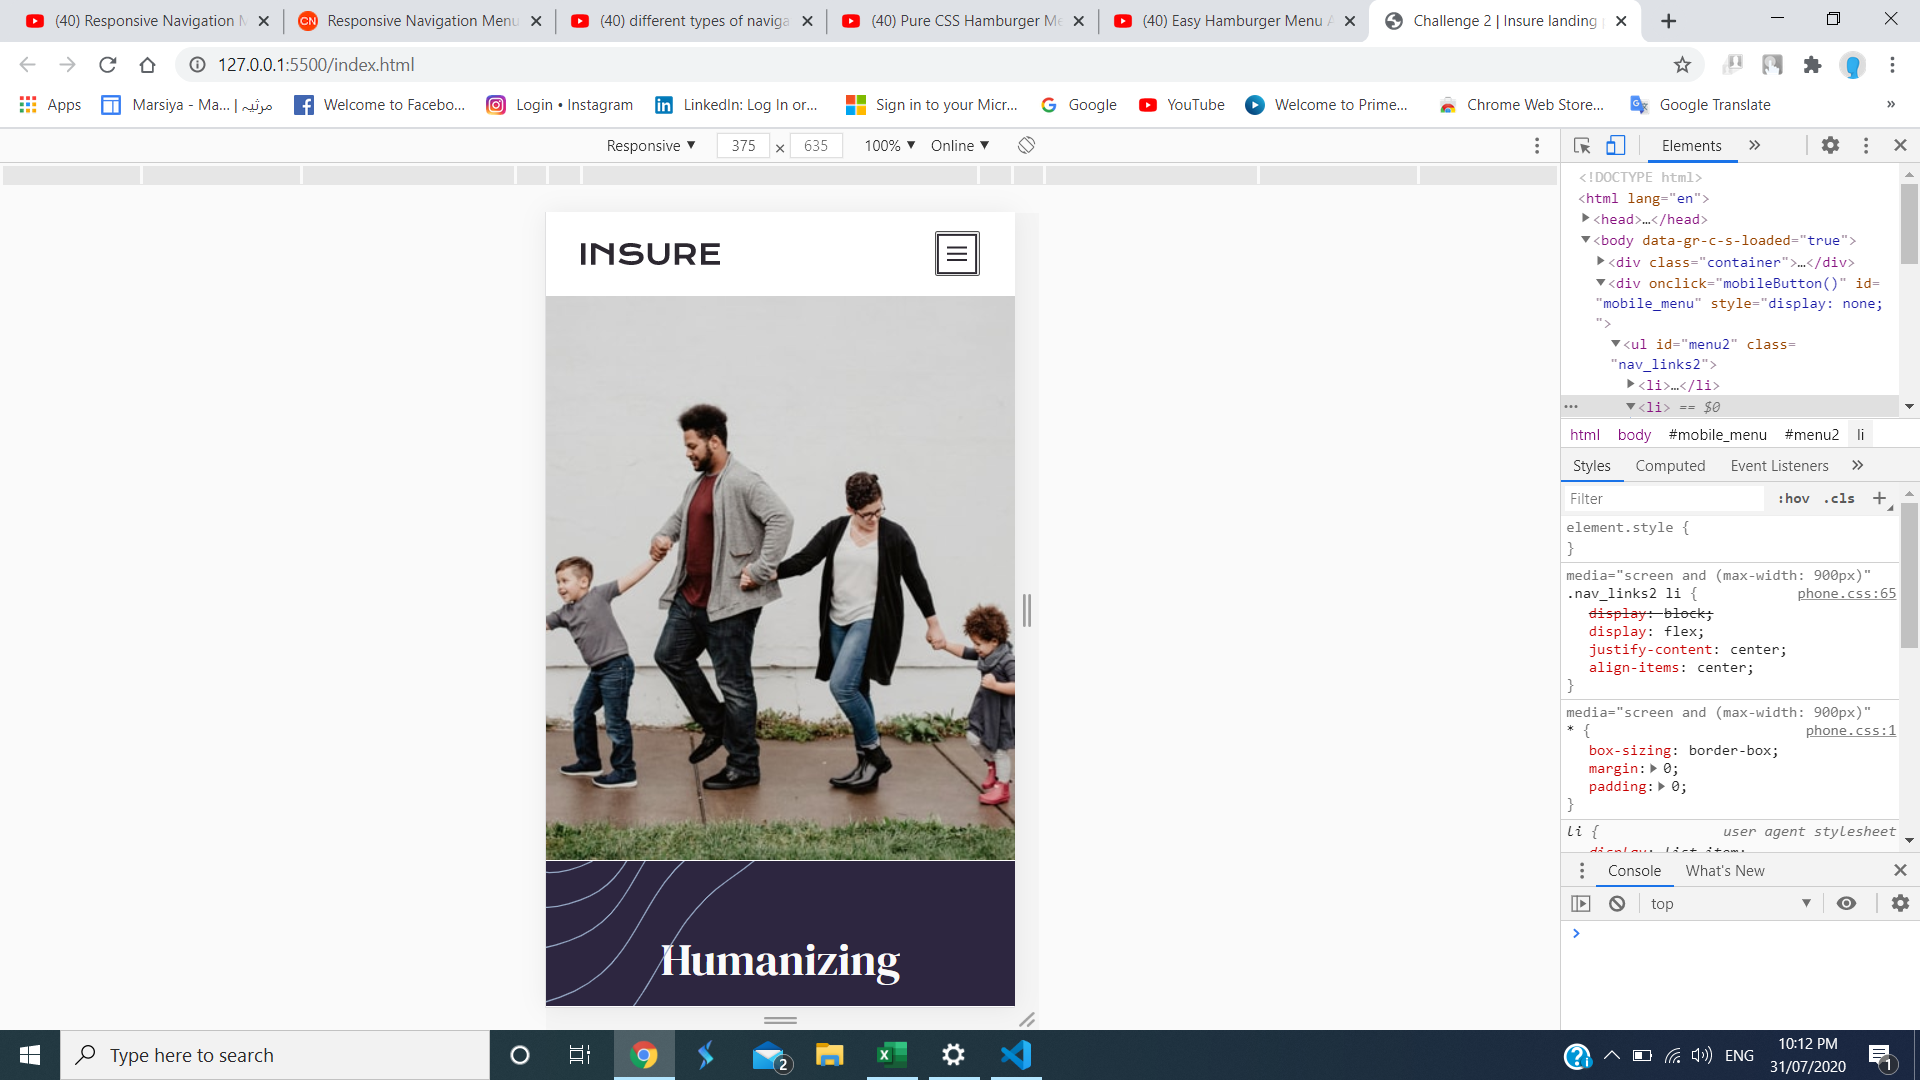 (40) Responsive Navigation M
Responsive Navigation Menu
(40) different types of naviga
(40) Pure CSS Hamburger Me
(40) Easy Hamburger Menu A
Challenge 2 | Insure landing
127.0.0.1:5500/index.html
Apps
Marsiya - Ma... | مرثیہ
Welcome to Facebo...
Login • Instagram
LinkedIn: Log In or...
Sign in to your Micr...
Google
YouTube
Welcome to Prime...
Chrome Web Store...
Google Translate
»
Responsive ▼ 375 × 635 100% ▼ Online ▼
Elements »
<!DOCTYPE html>
<html lang="en">
<head>…</head>
<body data-gr-c-s-loaded="true">
<div class="container">…</div>
<div onclick="mobileButton()" id=
"mobile_menu" style="display: none;
">
<ul id="menu2" class=
"nav_links2">
<li>…</li>
<li> == $0
html body #mobile_menu #menu2 li
Styles Computed Event Listeners »
Filter :hov .cls +
element.style {
}
media="screen and (max-width: 900px)"
.nav_links2 li { phone.css:65
display: block;
display: flex;
justify-content: center;
align-items: center;
}
media="screen and (max-width: 900px)"
* { phone.css:1
box-sizing: border-box;
margin: 0;
padding: 0;
}
li { user agent stylesheet
display: list-item;
Console What's New
top
INSURE
Humanizing
Type here to search
2
ENG
10:12 PM
31/07/2020
1